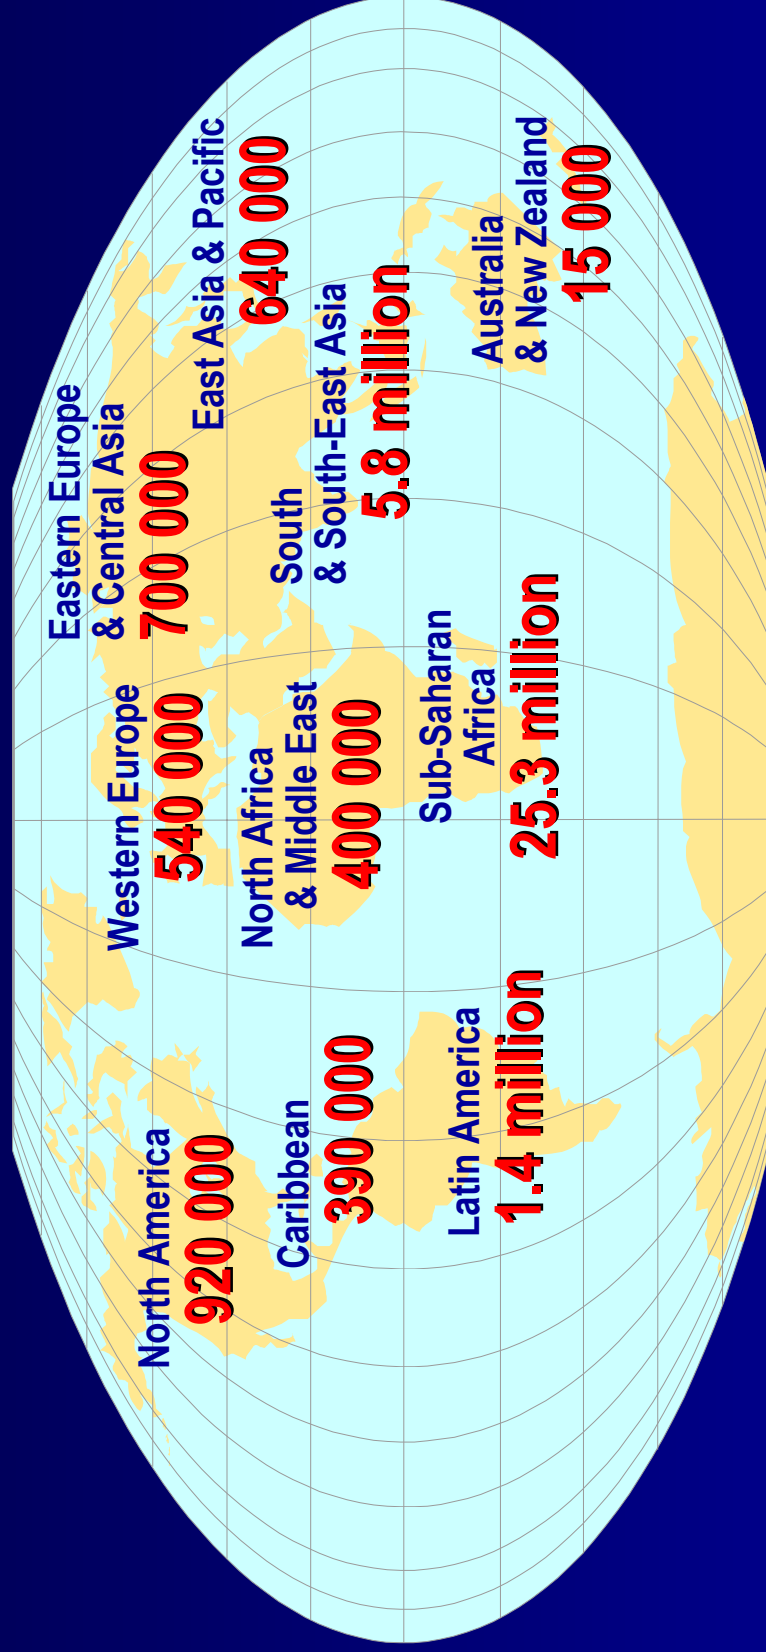 North America
920 000
Caribbean
390 000
Latin America
1.4 million
Western Europe
540 000
North Africa
& Middle East
400 000
Sub-Saharan
Africa
25.3 million
Eastern Europe
& Central Asia
700 000
East Asia & Pacific
640 000
South
& South-East Asia
5.8 million
Australia
& New Zealand
15 000